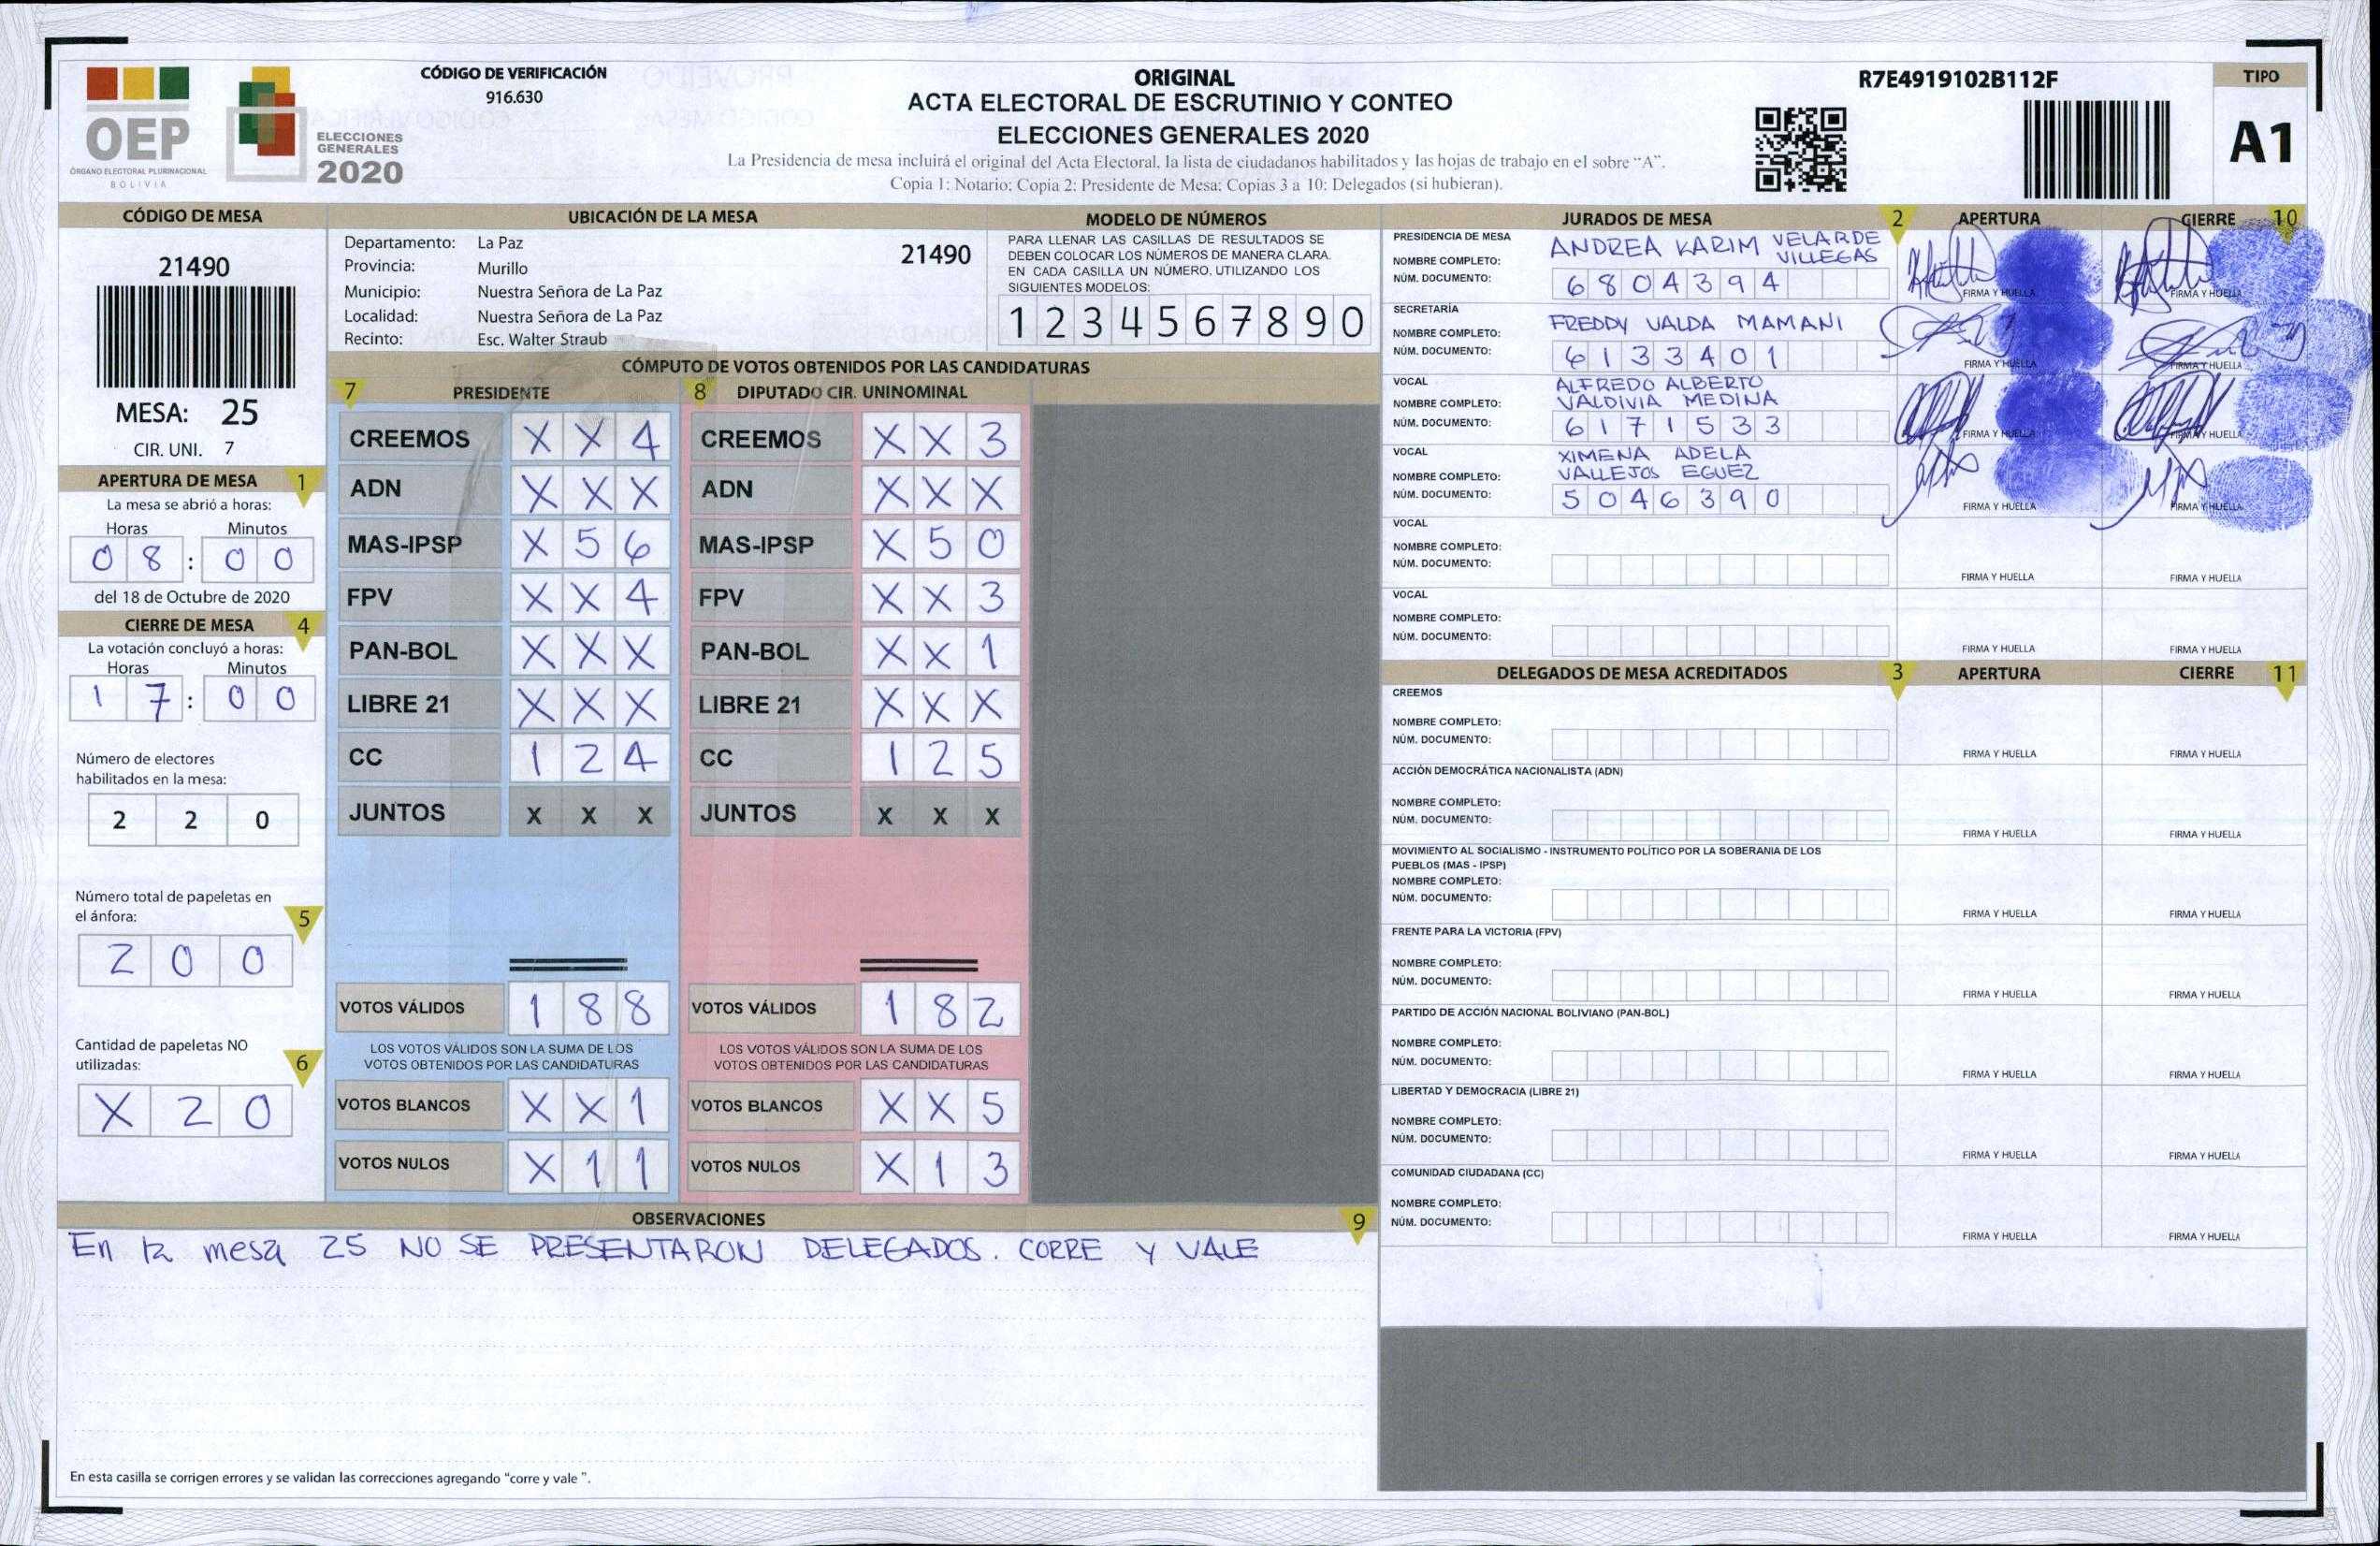 OEP
ÓRGANO ELECTORAL PLURINACIONAL
BOLIVIA
ELECCIONES
GENERALES
2020
CÓDIGO DE VERIFICACIÓN
916.630
ORIGINAL
ACTA ELECTORAL DE ESCRUTINIO Y CONTEO
ELECCIONES GENERALES 2020
La Presidencia de mesa incluirá el original del Acta Electoral, la lista de ciudadanos habilitados y las hojas de trabajo en el sobre "A".
Copia 1: Notario; Copia 2: Presidente de Mesa; Copias 3 a 10: Delegados (si hubieran).
R7E4919102B112F
TIPO
A1
CÓDIGO DE MESA
21490
MESA: 25
CIR. UNI. 7
APERTURA DE MESA 1
La mesa se abrió a horas:
Horas Minutos
08 : 00
del 18 de Octubre de 2020
CIERRE DE MESA 4
La votación concluyó a horas:
Horas Minutos
17 : 00
Número de electores
habilitados en la mesa:
2 2 0
Número total de papeletas en
el ánfora: 5
2 0 0
Cantidad de papeletas NO
utilizadas: 6
X 2 0
UBICACIÓN DE LA MESA
Departamento: La Paz 21490
Provincia: Murillo
Municipio: Nuestra Señora de La Paz
Localidad: Nuestra Señora de La Paz
Recinto: Esc. Walter Straub
MODELO DE NÚMEROS
PARA LLENAR LAS CASILLAS DE RESULTADOS SE
DEBEN COLOCAR LOS NÚMEROS DE MANERA CLARA.
EN CADA CASILLA UN NÚMERO, UTILIZANDO LOS
SIGUIENTES MODELOS:
1 2 3 4 5 6 7 8 9 0
CÓMPUTO DE VOTOS OBTENIDOS POR LAS CANDIDATURAS
7 PRESIDENTE
CREEMOS X X 4
ADN X X X
MAS-IPSP X 5 6
FPV X X 4
PAN-BOL X X X
LIBRE 21 X X X
CC 1 2 4
JUNTOS X X X
VOTOS VÁLIDOS 1 8 8
LOS VOTOS VÁLIDOS SON LA SUMA DE LOS
VOTOS OBTENIDOS POR LAS CANDIDATURAS
VOTOS BLANCOS X X 1
VOTOS NULOS X 1 1
8 DIPUTADO CIR. UNINOMINAL
CREEMOS X X 3
ADN X X X
MAS-IPSP X 5 0
FPV X X 3
PAN-BOL X X 1
LIBRE 21 X X X
CC 1 2 5
JUNTOS X X X
VOTOS VÁLIDOS 1 8 2
LOS VOTOS VÁLIDOS SON LA SUMA DE LOS
VOTOS OBTENIDOS POR LAS CANDIDATURAS
VOTOS BLANCOS X X 5
VOTOS NULOS X 1 3
OBSERVACIONES 9
En la mesa 25 NO SE PRESENTARON DELEGADOS. CORRE Y VALE
En esta casilla se corrigen errores y se validan las correcciones agregando "corre y vale ".
JURADOS DE MESA 2 APERTURA CIERRE 10
PRESIDENCIA DE MESA
NOMBRE COMPLETO: ANDREA KARIM VELARDE VILLEGAS
NÚM. DOCUMENTO: 6804394
FIRMA Y HUELLA FIRMA Y HUELLA
SECRETARÍA
NOMBRE COMPLETO: FREDDY VALDA MAMANI
NÚM. DOCUMENTO: 6133401
FIRMA Y HUELLA FIRMA Y HUELLA
VOCAL
NOMBRE COMPLETO: ALFREDO ALBERTO VALDIVIA MEDINA
NÚM. DOCUMENTO: 6171533
FIRMA Y HUELLA FIRMA Y HUELLA
VOCAL
NOMBRE COMPLETO: XIMENA ADELA VALLEJOS EGUEZ
NÚM. DOCUMENTO: 5046390
FIRMA Y HUELLA FIRMA Y HUELLA
VOCAL
NOMBRE COMPLETO:
NÚM. DOCUMENTO:
FIRMA Y HUELLA FIRMA Y HUELLA
VOCAL
NOMBRE COMPLETO:
NÚM. DOCUMENTO:
FIRMA Y HUELLA FIRMA Y HUELLA
DELEGADOS DE MESA ACREDITADOS 3 APERTURA CIERRE 11
CREEMOS
NOMBRE COMPLETO:
NÚM. DOCUMENTO:
FIRMA Y HUELLA FIRMA Y HUELLA
ACCIÓN DEMOCRÁTICA NACIONALISTA (ADN)
NOMBRE COMPLETO:
NÚM. DOCUMENTO:
FIRMA Y HUELLA FIRMA Y HUELLA
MOVIMIENTO AL SOCIALISMO - INSTRUMENTO POLÍTICO POR LA SOBERANIA DE LOS
PUEBLOS (MAS - IPSP)
NOMBRE COMPLETO:
NÚM. DOCUMENTO:
FIRMA Y HUELLA FIRMA Y HUELLA
FRENTE PARA LA VICTORIA (FPV)
NOMBRE COMPLETO:
NÚM. DOCUMENTO:
FIRMA Y HUELLA FIRMA Y HUELLA
PARTIDO DE ACCIÓN NACIONAL BOLIVIANO (PAN-BOL)
NOMBRE COMPLETO:
NÚM. DOCUMENTO:
FIRMA Y HUELLA FIRMA Y HUELLA
LIBERTAD Y DEMOCRACIA (LIBRE 21)
NOMBRE COMPLETO:
NÚM. DOCUMENTO:
FIRMA Y HUELLA FIRMA Y HUELLA
COMUNIDAD CIUDADANA (CC)
NOMBRE COMPLETO:
NÚM. DOCUMENTO:
FIRMA Y HUELLA FIRMA Y HUELLA